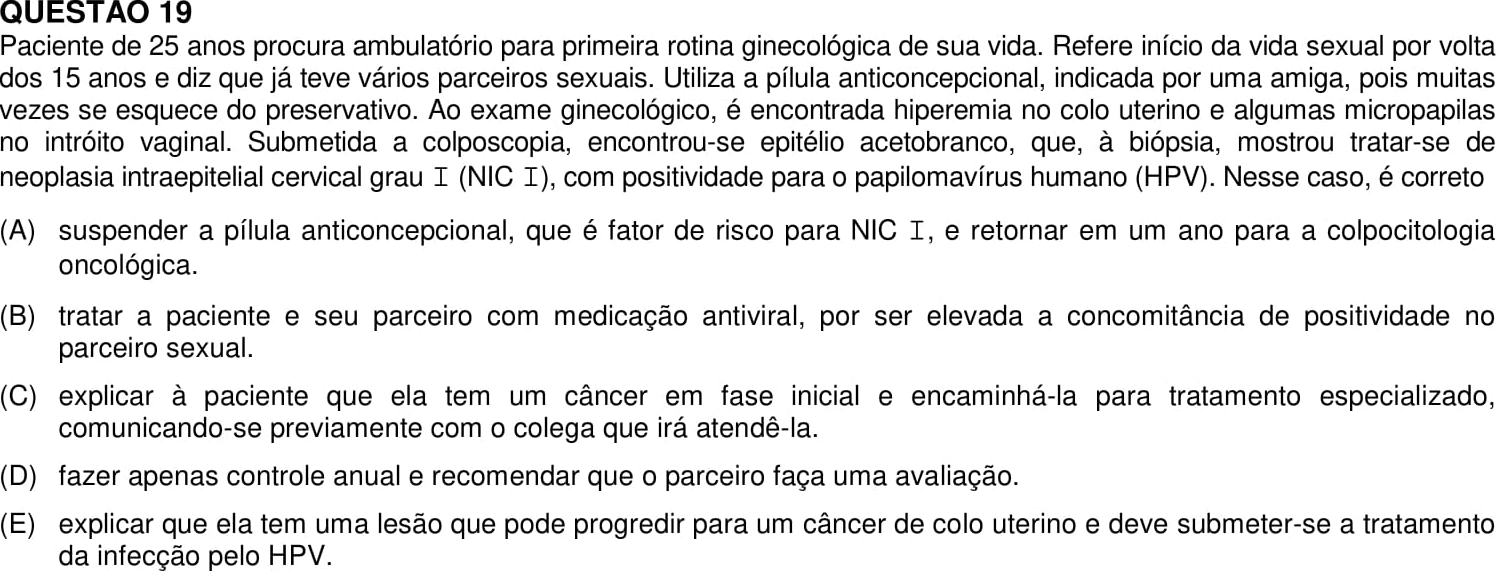 QUESTÃO 19
Paciente de 25 anos procura ambulatório para primeira rotina ginecológica de sua vida. Refere início da vida sexual por volta
dos 15 anos e diz que já teve vários parceiros sexuais. Utiliza a pílula anticoncepcional, indicada por uma amiga, pois muitas
vezes se esquece do preservativo. Ao exame ginecológico, é encontrada hiperemia no colo uterino e algumas micropapilas
no intróito vaginal. Submetida a colposcopia, encontrou-se epitélio acetobranco, que, à biópsia, mostrou tratar-se de
neoplasia intraepitelial cervical grau I (NIC I), com positividade para o papilomavírus humano (HPV). Nesse caso, é correto
(A) suspender a pílula anticoncepcional, que é fator de risco para NIC I, e retornar em um ano para a colpocitologia
oncológica.
(B) tratar a paciente e seu parceiro com medicação antiviral, por ser elevada a concomitância de positividade no
parceiro sexual.
(C) explicar à paciente que ela tem um câncer em fase inicial e encaminhá-la para tratamento especializado,
comunicando-se previamente com o colega que irá atendê-la.
(D) fazer apenas controle anual e recomendar que o parceiro faça uma avaliação.
(E) explicar que ela tem uma lesão que pode progredir para um câncer de colo uterino e deve submeter-se a tratamento
da infecção pelo HPV.